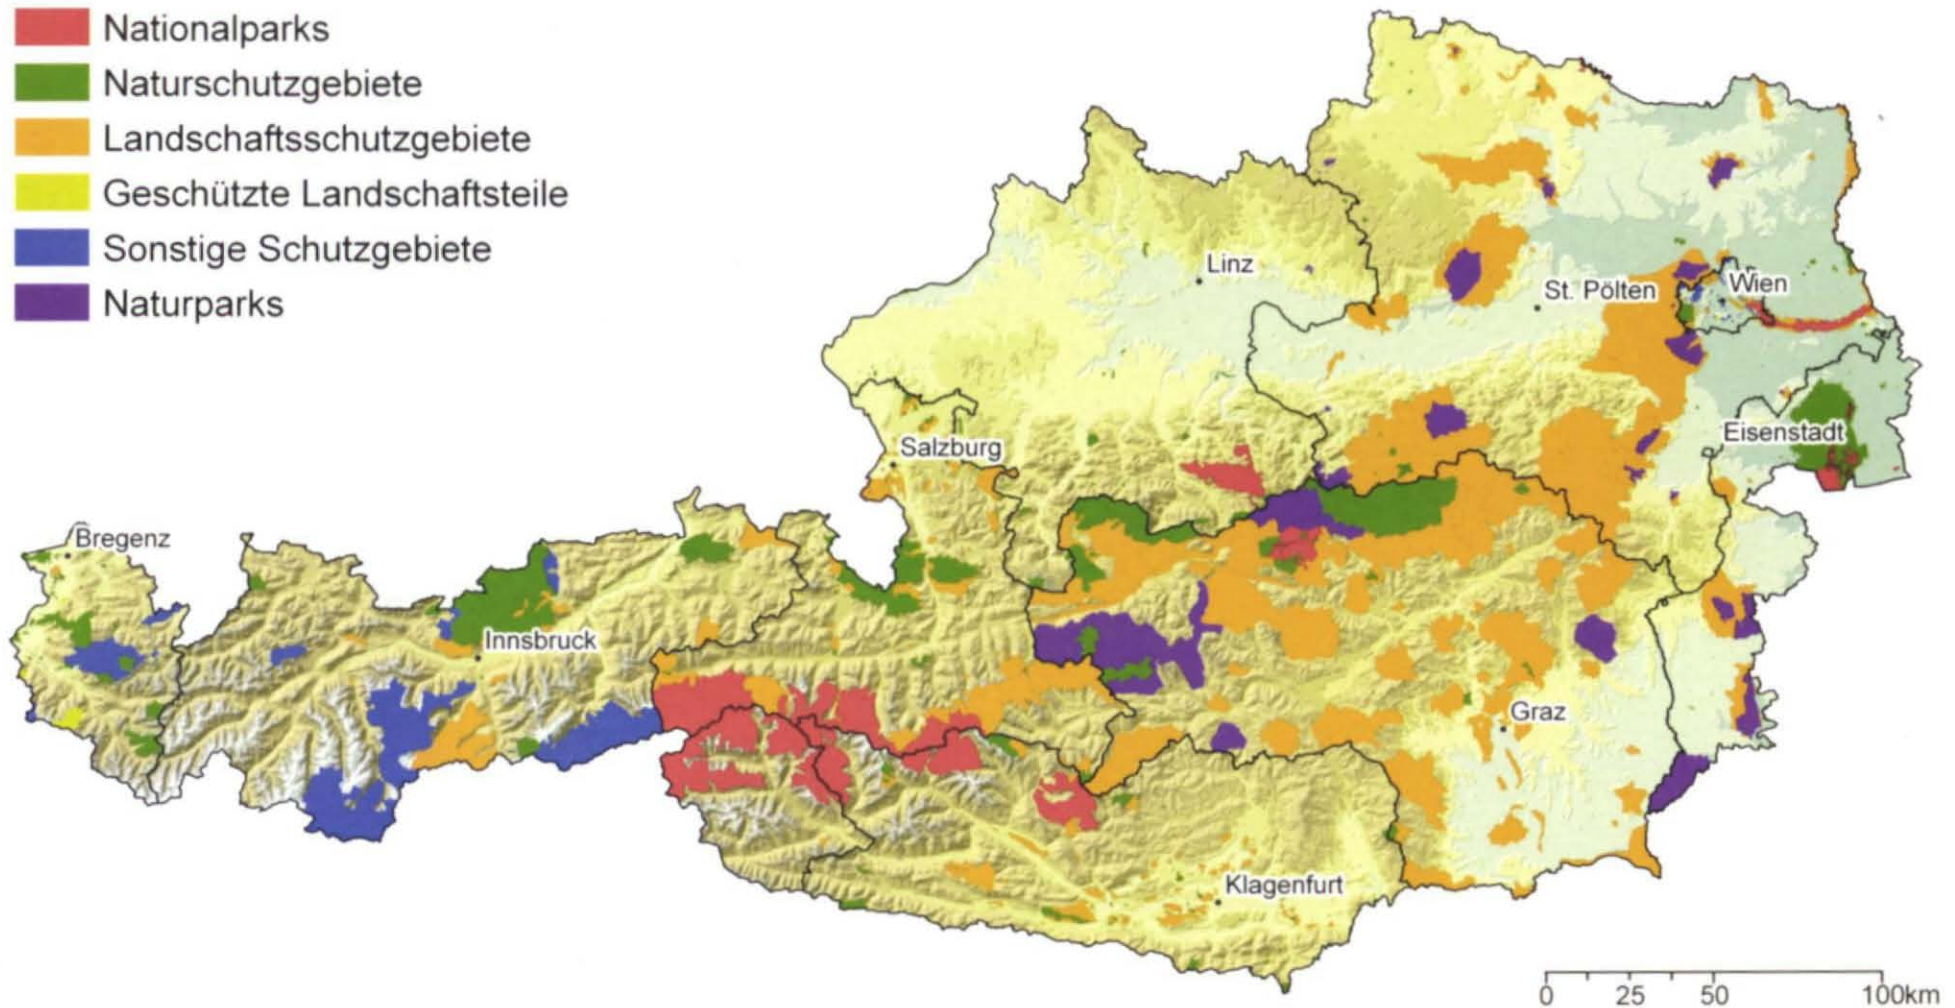 Nationalparks
Naturschutzgebiete
Landschaftsschutzgebiete
Geschützte Landschaftsteile
Sonstige Schutzgebiete
Naturparks
Linz
St. Pölten
Wien
Salzburg
Eisenstadt
Bregenz
Innsbruck
Graz
Klagenfurt
0 25 50 100km